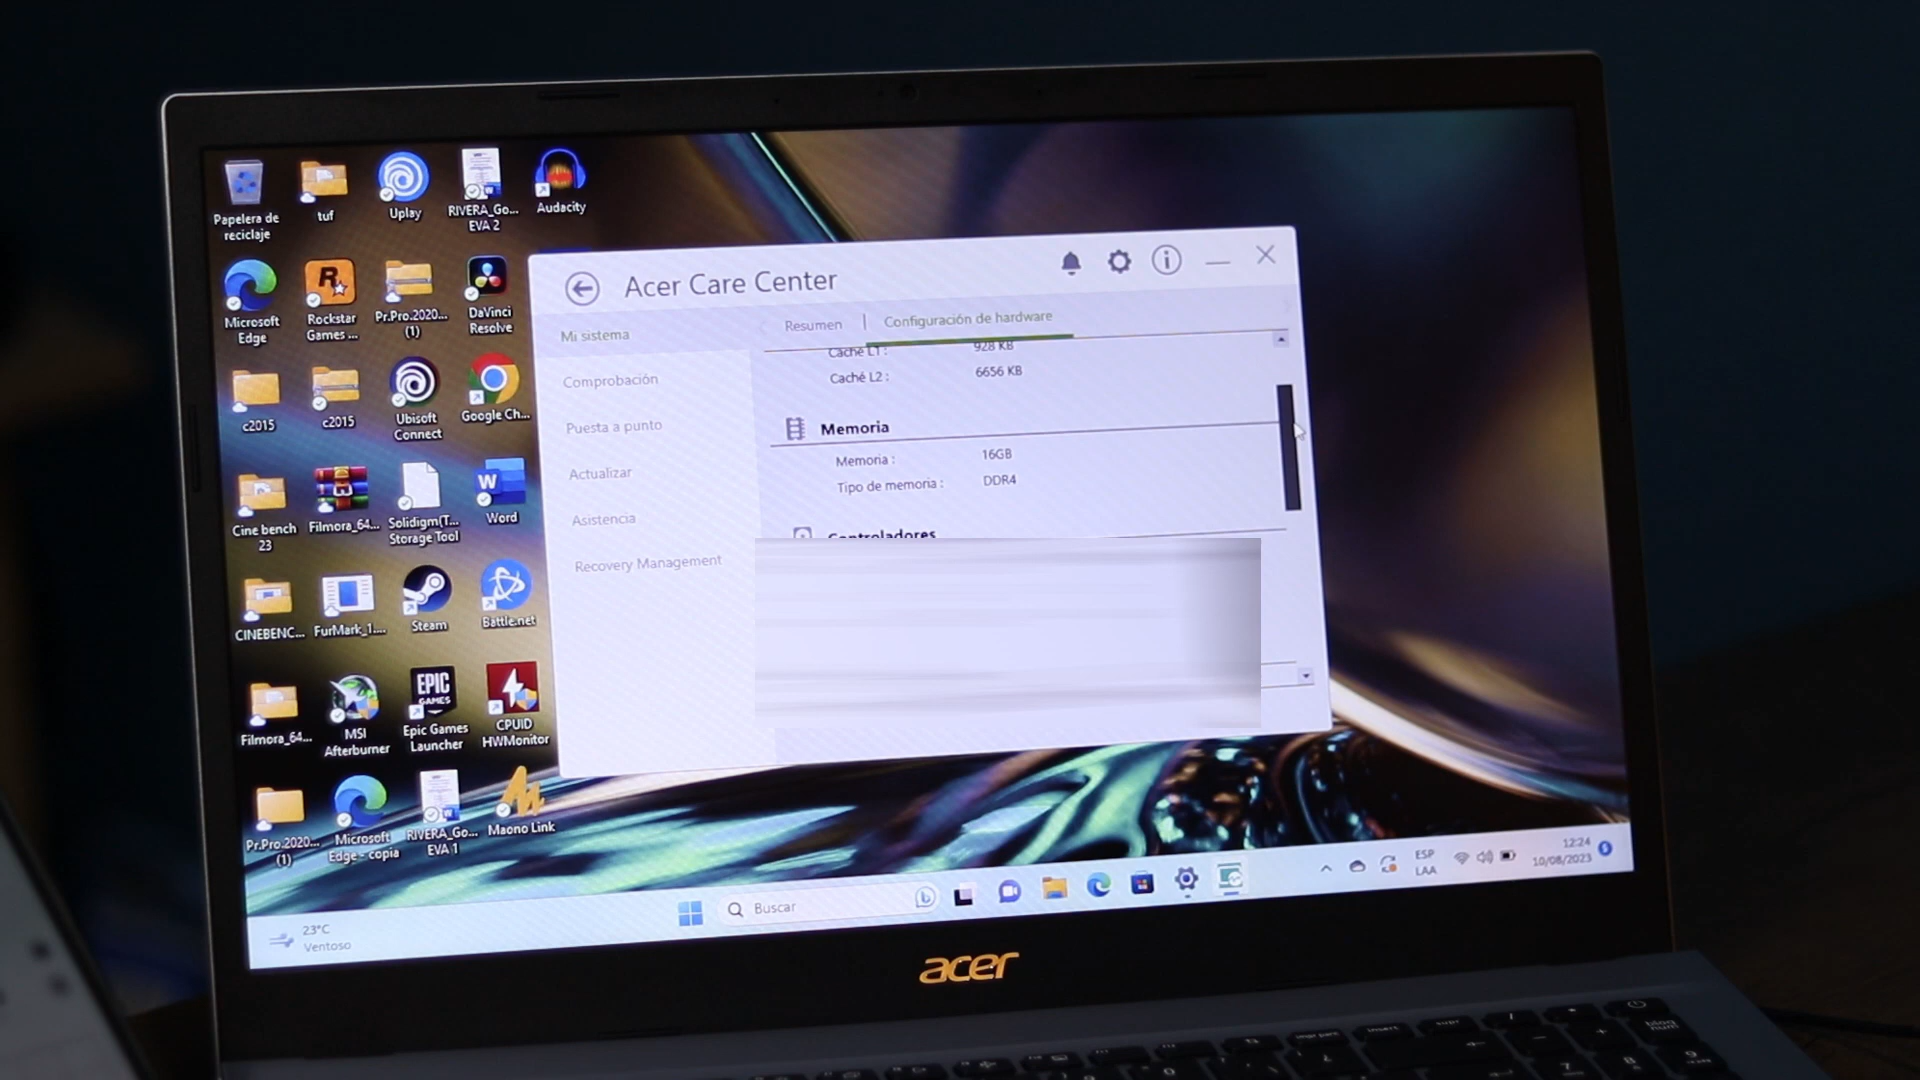 Papelera de
reciclaje
tuf
Uplay
RIVERA_Go...
EVA 2
Audacity
Microsoft
Edge
Rockstar
Games ...
Pr.Pro.2020...
(1)
DaVinci
Resolve
c2015
c2015
Ubisoft
Connect
Google Ch...
Cine bench
23
Filmora_64...
Solidigm(T...
Storage Tool
W
Word
CINEBENC...
FurMark_1....
Steam
Battle.net
Filmora_64...
MSI
Afterburner
EPIC
GAMES
Epic Games
Launcher
CPUID
HWMonitor
Pr.Pro.2020...
(1)
Microsoft
Edge - copia
RIVERA_Go...
EVA 1
Maono Link
Acer Care Center
Mi sistema
Comprobación
Puesta a punto
Actualizar
Asistencia
Recovery Management
Resumen | Configuración de hardware
Caché L1 : 928 KB
Caché L2 : 6656 KB
Memoria
Memoria : 16GB
Tipo de memoria : DDR4
Controladores
23°C
Ventoso
Buscar
ESP
LAA
12:24
10/08/2023
acer